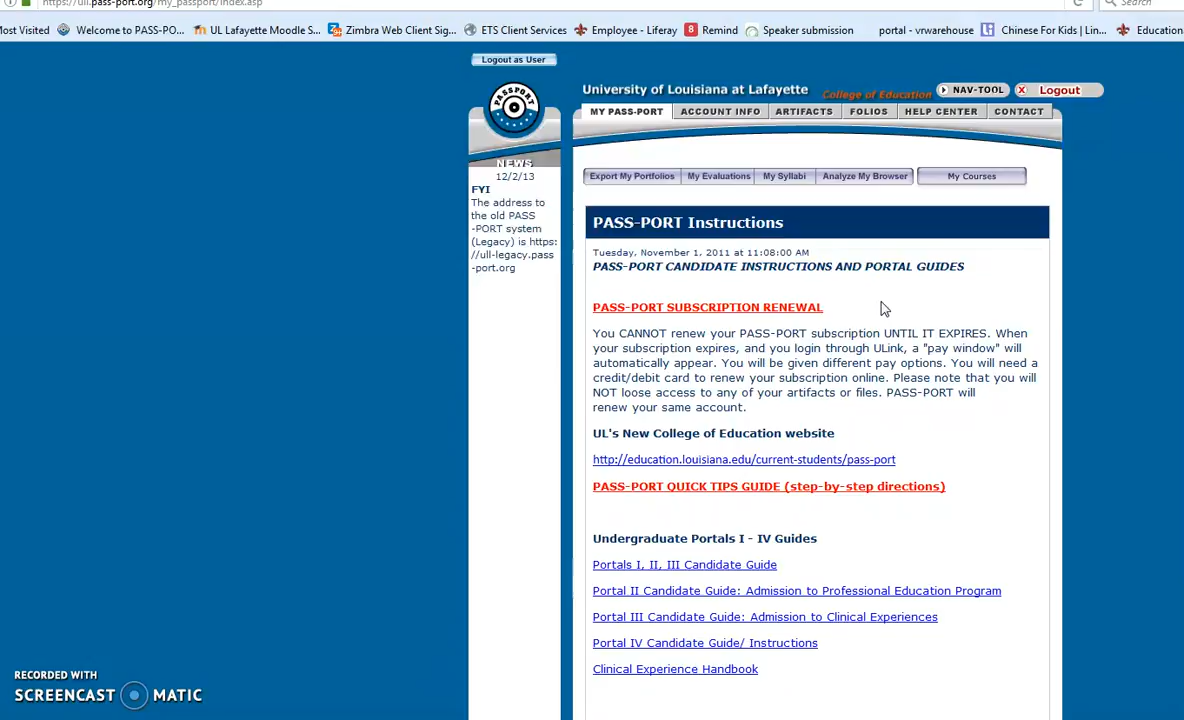 https://ull.pass-port.org/my_passport/index.asp
Search
Most Visited
Welcome to PASS-PO...
UL Lafayette Moodle S...
Zimbra Web Client Sig...
ETS Client Services
Employee - Liferay
8 Remind
Speaker submission
portal - vrwarehouse
Chinese For Kids | Lin...
Education
Logout as User
PASSPORT
University of Louisiana at Lafayette
College of Education
NAV-TOOL
X Logout
MY PASS-PORT
ACCOUNT INFO
ARTIFACTS
FOLIOS
HELP CENTER
CONTACT
NEWS
12/2/13
FYI
The address to
the old PASS
-PORT system
(Legacy) is https:
//ull-legacy.pass
-port.org
Export My Portfolios
My Evaluations
My Syllabi
Analyze My Browser
My Courses
PASS-PORT Instructions
Tuesday, November 1, 2011 at 11:08:00 AM
PASS-PORT CANDIDATE INSTRUCTIONS AND PORTAL GUIDES
PASS-PORT SUBSCRIPTION RENEWAL
You CANNOT renew your PASS-PORT subscription UNTIL IT EXPIRES. When
your subscription expires, and you login through ULink, a "pay window" will
automatically appear. You will be given different pay options. You will need a
credit/debit card to renew your subscription online. Please note that you will
NOT loose access to any of your artifacts or files. PASS-PORT will
renew your same account.
UL's New College of Education website
http://education.louisiana.edu/current-students/pass-port
PASS-PORT QUICK TIPS GUIDE (step-by-step directions)
Undergraduate Portals I - IV Guides
Portals I, II, III Candidate Guide
Portal II Candidate Guide: Admission to Professional Education Program
Portal III Candidate Guide: Admission to Clinical Experiences
Portal IV Candidate Guide/ Instructions
Clinical Experience Handbook
RECORDED WITH
SCREENCAST MATIC